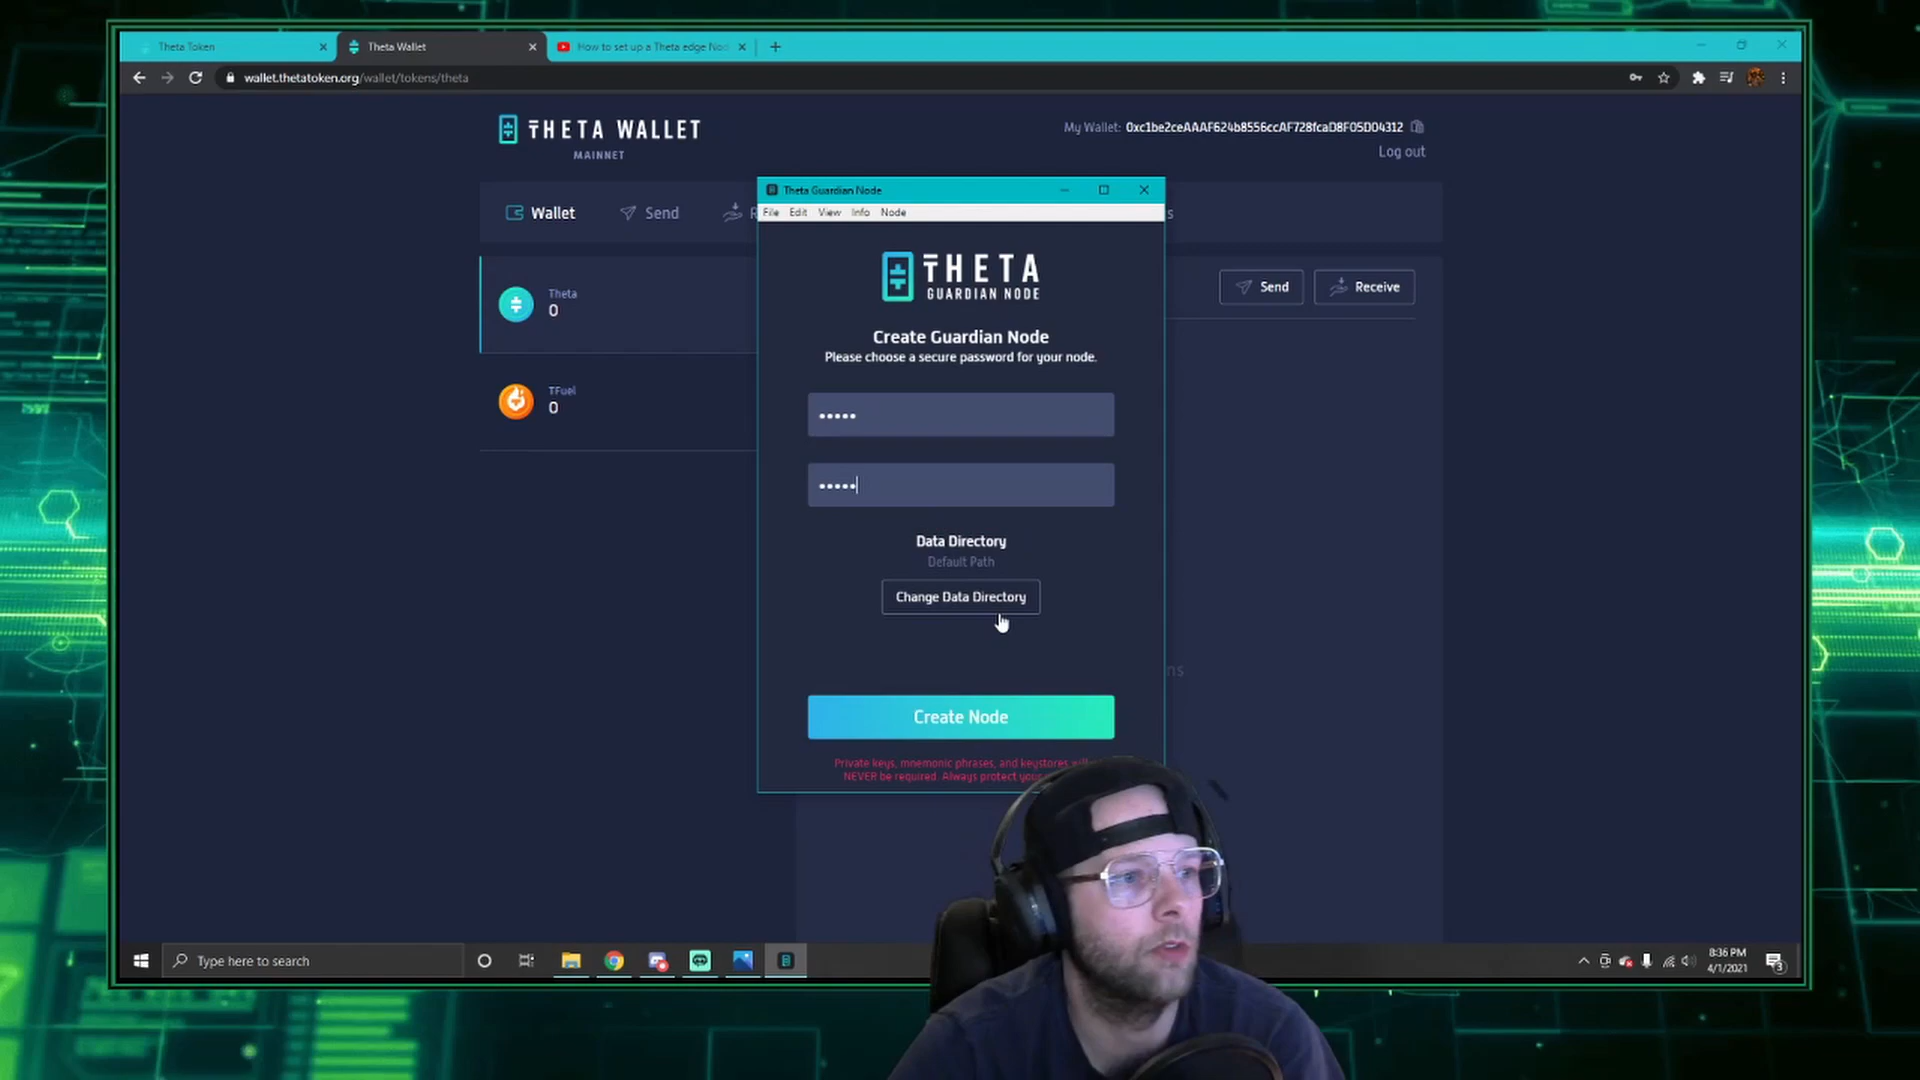 Theta Token
Theta Wallet
How to set up a Theta edge Nod
wallet.thetatoken.org/wallet/tokens/theta
THETA WALLET
MAINNET
My Wallet: 0xc1be2ceAAAF624b8556ccAF728fcaD8F05D04312
Log out
Wallet
Send
R
s
Theta
0
TFuel
0
Send
Receive
ns
Theta Guardian Node
File Edit View Info Node
THETA
GUARDIAN NODE
Create Guardian Node
Please choose a secure password for your node.
•••••
•••••
Data Directory
Default Path
Change Data Directory
Create Node
Private keys, mnemonic phrases, and keystores
NEVER be required. Always protect your
Type here to search
8:36 PM
4/1/2021
3